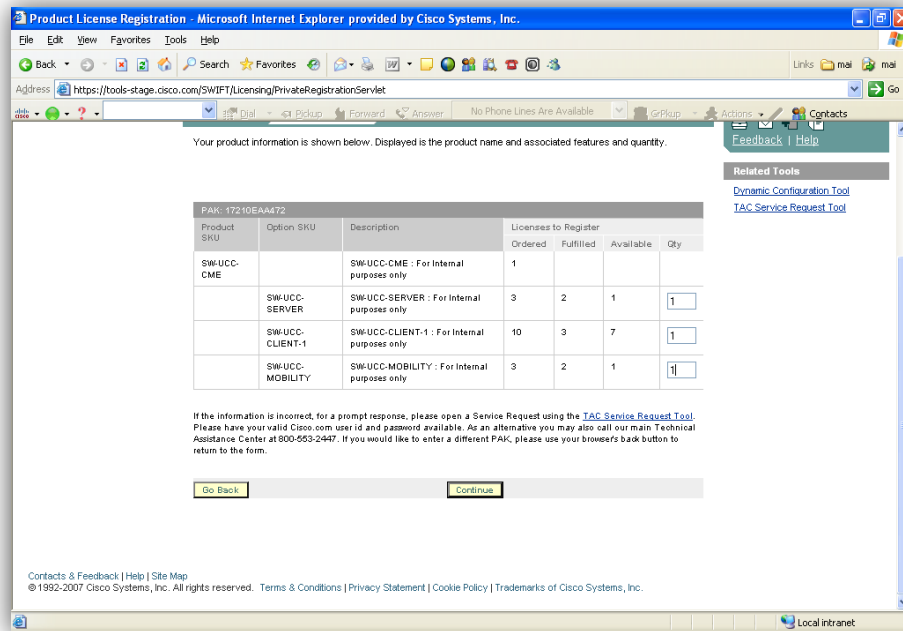 Product License Registration - Microsoft Internet Explorer provided by Cisco Systems, Inc.
File Edit View Favorites Tools Help
Back Search Favorites Links mai mai
Address https://tools-stage.cisco.com/SWIFT/Licensing/PrivateRegistrationServlet Go
Dial Pickup Forward Answer No Phone Lines Are Available GrPkup Actions Contacts
Your product information is shown below. Displayed is the product name and associated features and quantity.
Feedback | Help
Related Tools
Dynamic Configuration Tool
TAC Service Request Tool
PAK: 17210EAA472
Product SKU Option SKU Description Licenses to Register
Ordered Fulfilled Available Qty
SW-UCC-CME SW-UCC-CME : For Internal purposes only 1
SW-UCC-SERVER SW-UCC-SERVER : For Internal purposes only 3 2 1 1
SW-UCC-CLIENT-1 SW-UCC-CLIENT-1 : For Internal purposes only 10 3 7 1
SW-UCC-MOBILITY SW-UCC-MOBILITY : For Internal purposes only 3 2 1 1
If the information is incorrect, for a prompt response, please open a Service Request using the TAC Service Request Tool.
Please have your valid Cisco.com user id and password available. As an alternative you may also call our main Technical
Assistance Center at 800-553-2447. If you would like to enter a different PAK, please use your browser's back button to
return to the form.
Go Back Continue
Contacts & Feedback | Help | Site Map
© 1992-2007 Cisco Systems, Inc. All rights reserved. Terms & Conditions | Privacy Statement | Cookie Policy | Trademarks of Cisco Systems, Inc.
Local intranet